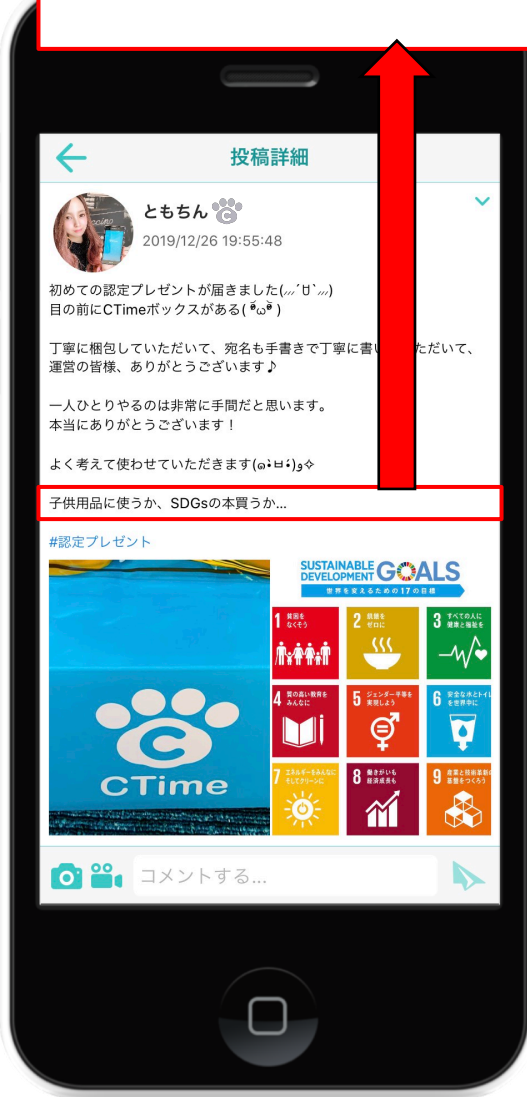 投稿詳細
ともちん
2019/12/26 19:55:48
初めての認定プレゼントが届きました(⸝⸝⸝´꒳`⸝⸝⸝)
目の前にCTimeボックスがある( ⁰̷̴͈ω⁰̷̴͈ )
丁寧に梱包していただいて、宛名も手書きで丁寧に書い ただいて、
運営の皆様、ありがとうございます♪
一人ひとりやるのは非常に手間だと思います。
本当にありがとうございます！
よく考えて使わせていただきます(๑•̀ㅂ•́)و✧
子供用品に使うか、SDGsの本買うか...
#認定プレゼント
C
CTime
SUSTAINABLE
DEVELOPMENT GOALS
世界を変えるための17の目標
1 貧困を
なくそう
2 飢餓を
ゼロに
3 すべての人に
健康と福祉を
4 質の高い教育を
みんなに
5 ジェンダー平等を
実現しよう
6 安全な水とトイレ
を世界中に
7 エネルギーをみんなに
そしてクリーンに
8 働きがいも
経済成長も
9 産業と技術革新の
基盤をつくろう
コメントする...